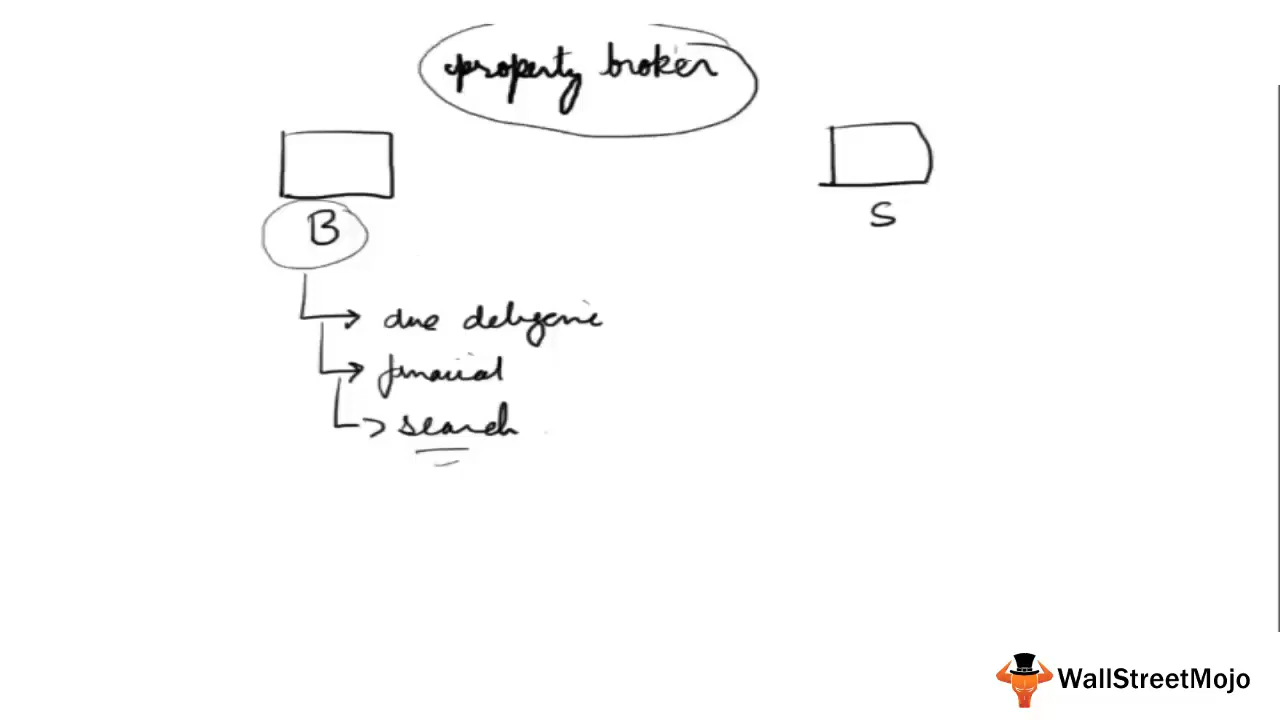 property broker
B
S
due deligence
financial
search
WallStreetMojo